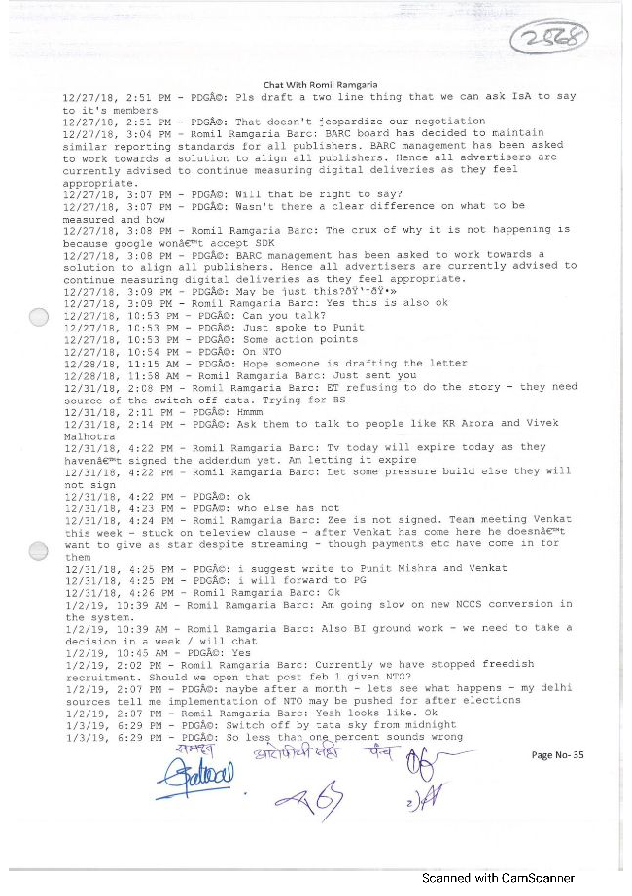 2568
Chat With Romil Ramgaria
12/27/18, 2:51 PM - PDGÂ©: Pls draft a two line thing that we can ask IsA to say
to it's members
12/27/18, 2:51 PM - PDGÂ©: That doesn't jeopardize our negotiation
12/27/18, 3:04 PM - Romil Ramgaria Barc: BARC board has decided to maintain
similar reporting standards for all publishers. BARC management has been asked
to work towards a solution to align all publishers. Hence all advertisers are
currently advised to continue measuring digital deliveries as they feel
appropriate.
12/27/18, 3:07 PM - PDGÂ©: Will that be right to say?
12/27/18, 3:07 PM - PDGÂ©: Wasn't there a clear difference on what to be
measured and how
12/27/18, 3:08 PM - Romil Ramgaria Barc: The crux of why it is not happening is
because google wonâ€™t accept SDK
12/27/18, 3:08 PM - PDGÂ©: BARC management has been asked to work towards a
solution to align all publishers. Hence all advertisers are currently advised to
continue measuring digital deliveries as they feel appropriate.
12/27/18, 3:09 PM - PDGÂ©: May be just this?
12/27/18, 3:09 PM - Romil Ramgaria Barc: Yes this is also ok
12/27/18, 10:53 PM - PDGÂ©: Can you talk?
12/27/18, 10:53 PM - PDGÂ©: Just spoke to Punit
12/27/18, 10:53 PM - PDGÂ©: Some action points
12/27/18, 10:54 PM - PDGÂ©: On NTO
12/28/18, 11:15 AM - PDGÂ©: Hope someone is drafting the letter
12/28/18, 11:58 AM - Romil Ramgaria Barc: Just sent you
12/31/18, 2:08 PM - Romil Ramgaria Barc: ET refusing to do the story - they need
source of the switch off data. Trying for BS
12/31/18, 2:11 PM - PDGÂ©: Hmmm
12/31/18, 2:14 PM - PDGÂ©: Ask them to talk to people like KR Arora and Vivek
Malhotra
12/31/18, 4:22 PM - Romil Ramgaria Barc: Tv today will expire today as they
havenâ€™t signed the addendum yet. Am letting it expire
12/31/18, 4:22 PM - Romil Ramgaria Barc: Let some pressure build else they will
not sign
12/31/18, 4:22 PM - PDGÂ©: ok
12/31/18, 4:23 PM - PDGÂ©: who else has not
12/31/18, 4:24 PM - Romil Ramgaria Barc: Zee is not signed. Team meeting Venkat
this week - stuck on teleview clause - after Venkat has come here he doesnâ€™t
want to give as star despite streaming - though payments etc have come in for
them
12/31/18, 4:25 PM - PDGÂ©: i suggest write to Punit Mishra and Venkat
12/31/18, 4:25 PM - PDGÂ©: i will forward to PG
12/31/18, 4:26 PM - Romil Ramgaria Barc: Ok
1/2/19, 10:39 AM - Romil Ramgaria Barc: Am going slow on new NCCS conversion in
the system.
1/2/19, 10:39 AM - Romil Ramgaria Barc: Also BI ground work - we need to take a
decision in a week / will chat
1/2/19, 10:45 AM - PDGÂ©: Yes
1/2/19, 2:02 PM - Romil Ramgaria Barc: Currently we have stopped freedish
recruitment. Should we open that post feb 1 given NTO?
1/2/19, 2:07 PM - PDGÂ©: maybe after a month - lets see what happens - my delhi
sources tell me implementation of NTO may be pushed for after elections
1/2/19, 2:07 PM - Romil Ramgaria Barc: Yeah looks like. Ok
1/3/19, 6:29 PM - PDGÂ©: Switch off by tata sky from midnight
1/3/19, 6:29 PM - PDGÂ©: So less than one percent sounds wrong
समक्ष आरोपीची सही पंच
Page No- 35
Scanned with CamScanner